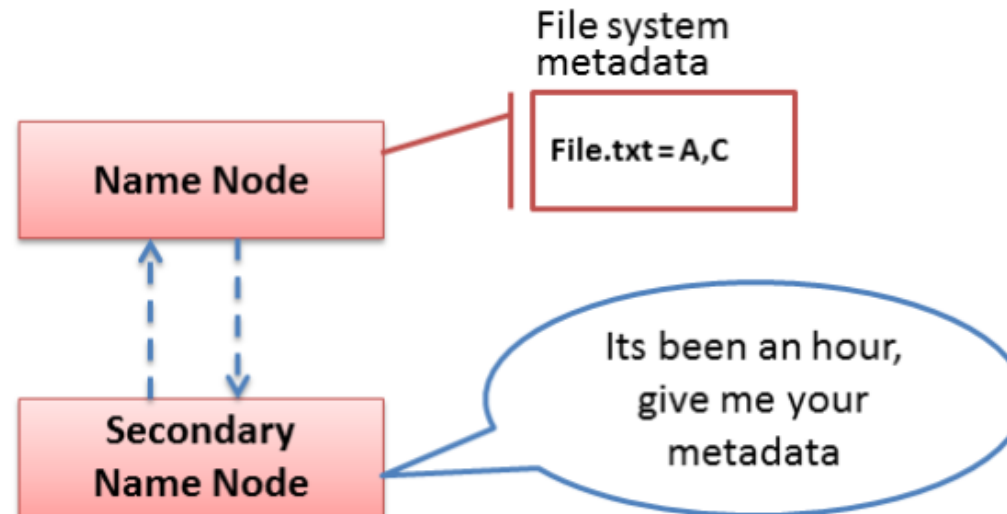 File system
metadata
File.txt = A,C
Name Node
Its been an hour,
give me your
metadata
Secondary
Name Node